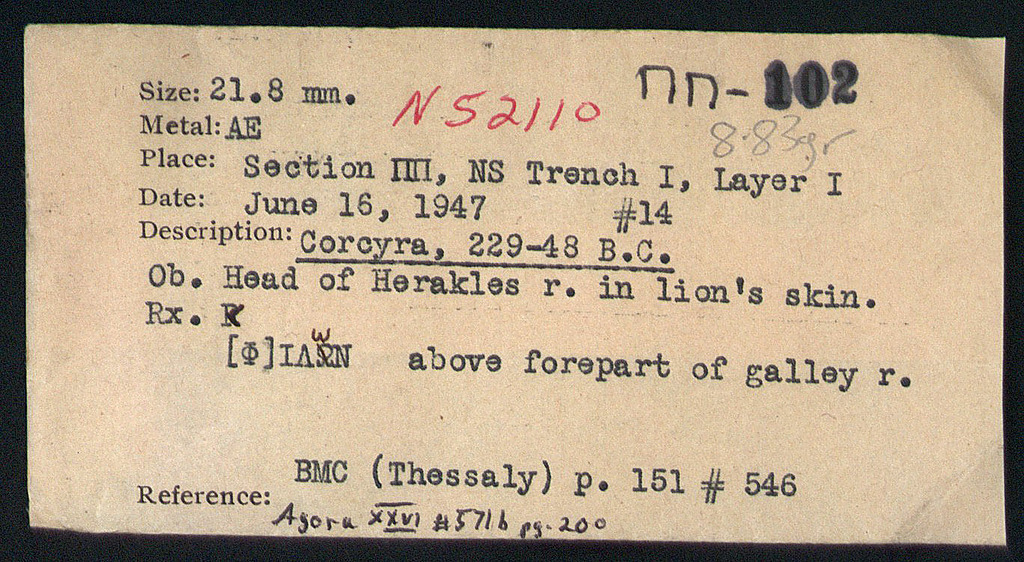 ΠΠ-102
Size: 21.8 mm.
N 52110
8.83gr
Metal: AE
Place: Section ΠΠ, NS Trench I, Layer I
Date: June 16, 1947 #14
Description: Corcyra, 229-48 B.C.
Ob. Head of Herakles r. in lion's skin.
Rx.
[Φ]ΙΛωΝ above forepart of galley r.
BMC (Thessaly) p. 151 # 546
Reference:
Agora XXVI #571b pg. 200